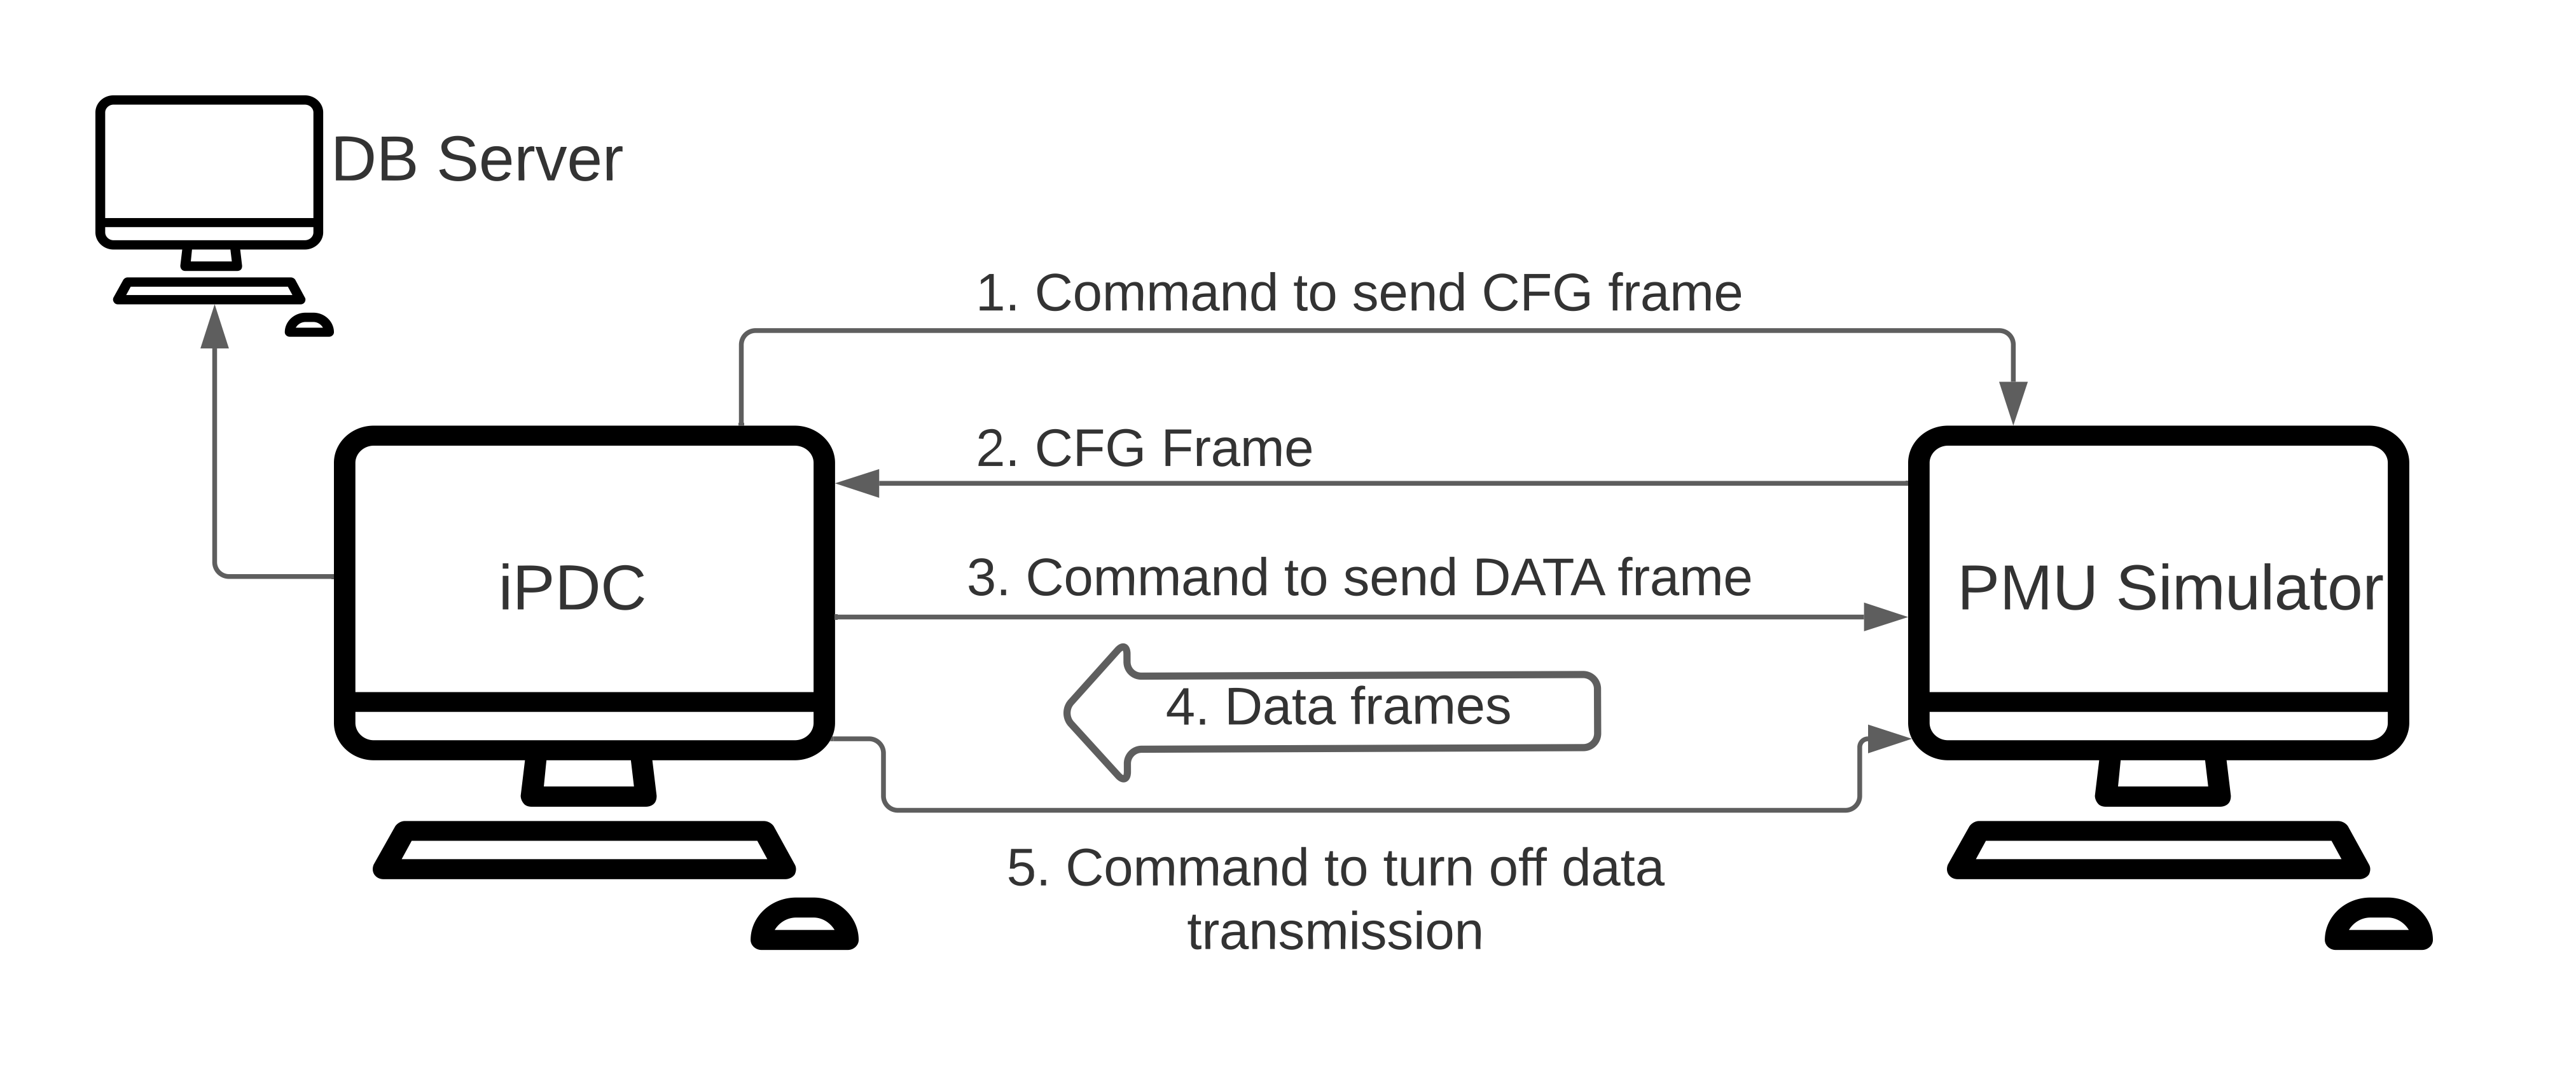 DB Server
1. Command to send CFG frame
2. CFG Frame
3. Command to send DATA frame
iPDC
PMU Simulator
4. Data frames
5. Command to turn off data
transmission